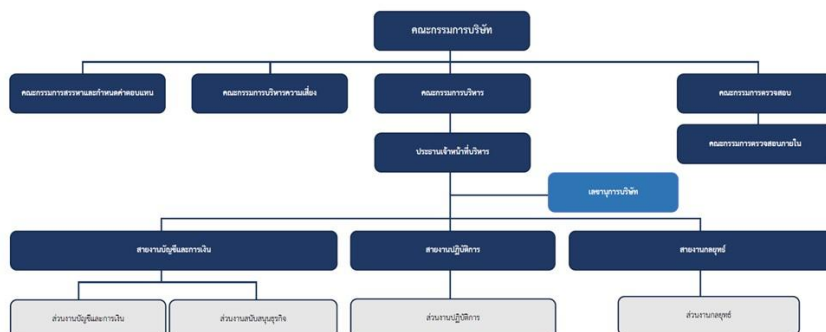 คณะกรรมการบริษัท
คณะกรรมการสรรหาและกำหนดค่าตอบแทน
คณะกรรมการบริหารความเสี่ยง
คณะกรรมการบริหาร
คณะกรรมการตรวจสอบ
ประธานเจ้าหน้าที่บริหาร
คณะกรรมการตรวจสอบภายใน
เลขานุการบริษัท
สายงานบัญชีและการเงิน
สายงานปฏิบัติการ
สายงานกลยุทธ์
ส่วนงานบัญชีและการเงิน
ส่วนงานสนับสนุนธุรกิจ
ส่วนงานปฏิบัติการ
ส่วนงานกลยุทธ์